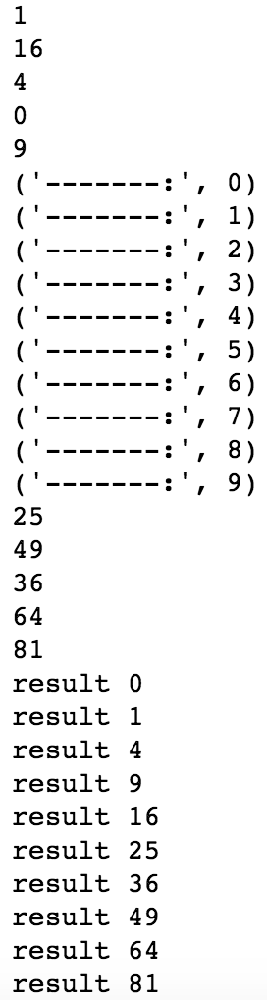 1
16
4
0
9
('-------:', 0)
('-------:', 1)
('-------:', 2)
('-------:', 3)
('-------:', 4)
('-------:', 5)
('-------:', 6)
('-------:', 7)
('-------:', 8)
('-------:', 9)
25
49
36
64
81
result 0
result 1
result 4
result 9
result 16
result 25
result 36
result 49
result 64
result 81